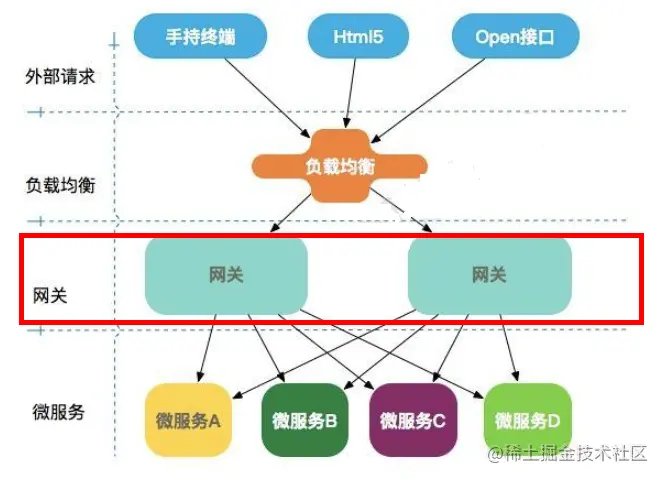 手持终端
Html5
Open接口
外部请求
负载均衡
负载均衡
网关
网关
网关
微服务
微服务A
微服务B
微服务C
微服务D
@稀土掘金技术社区